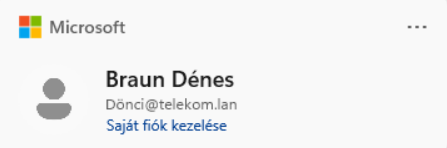 Microsoft
...
Braun Dénes
Dönci@telekom.lan
Saját fiók kezelése